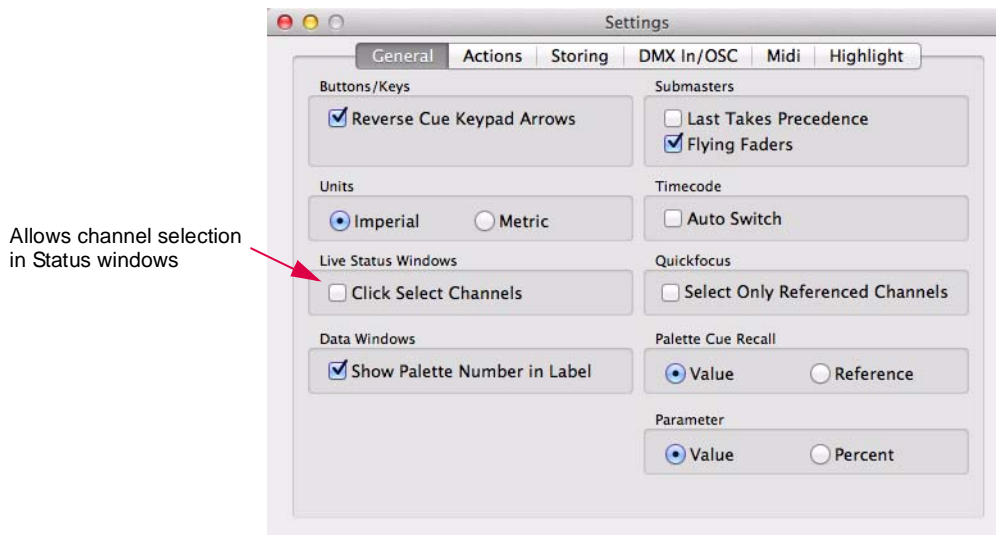 Settings
General Actions Storing DMX In/OSC Midi Highlight
Buttons/Keys
Reverse Cue Keypad Arrows
Submasters
Last Takes Precedence
Flying Faders
Units
Imperial Metric
Timecode
Auto Switch
Allows channel selection
in Status windows
Live Status Windows
Click Select Channels
Quickfocus
Select Only Referenced Channels
Data Windows
Show Palette Number in Label
Palette Cue Recall
Value Reference
Parameter
Value Percent